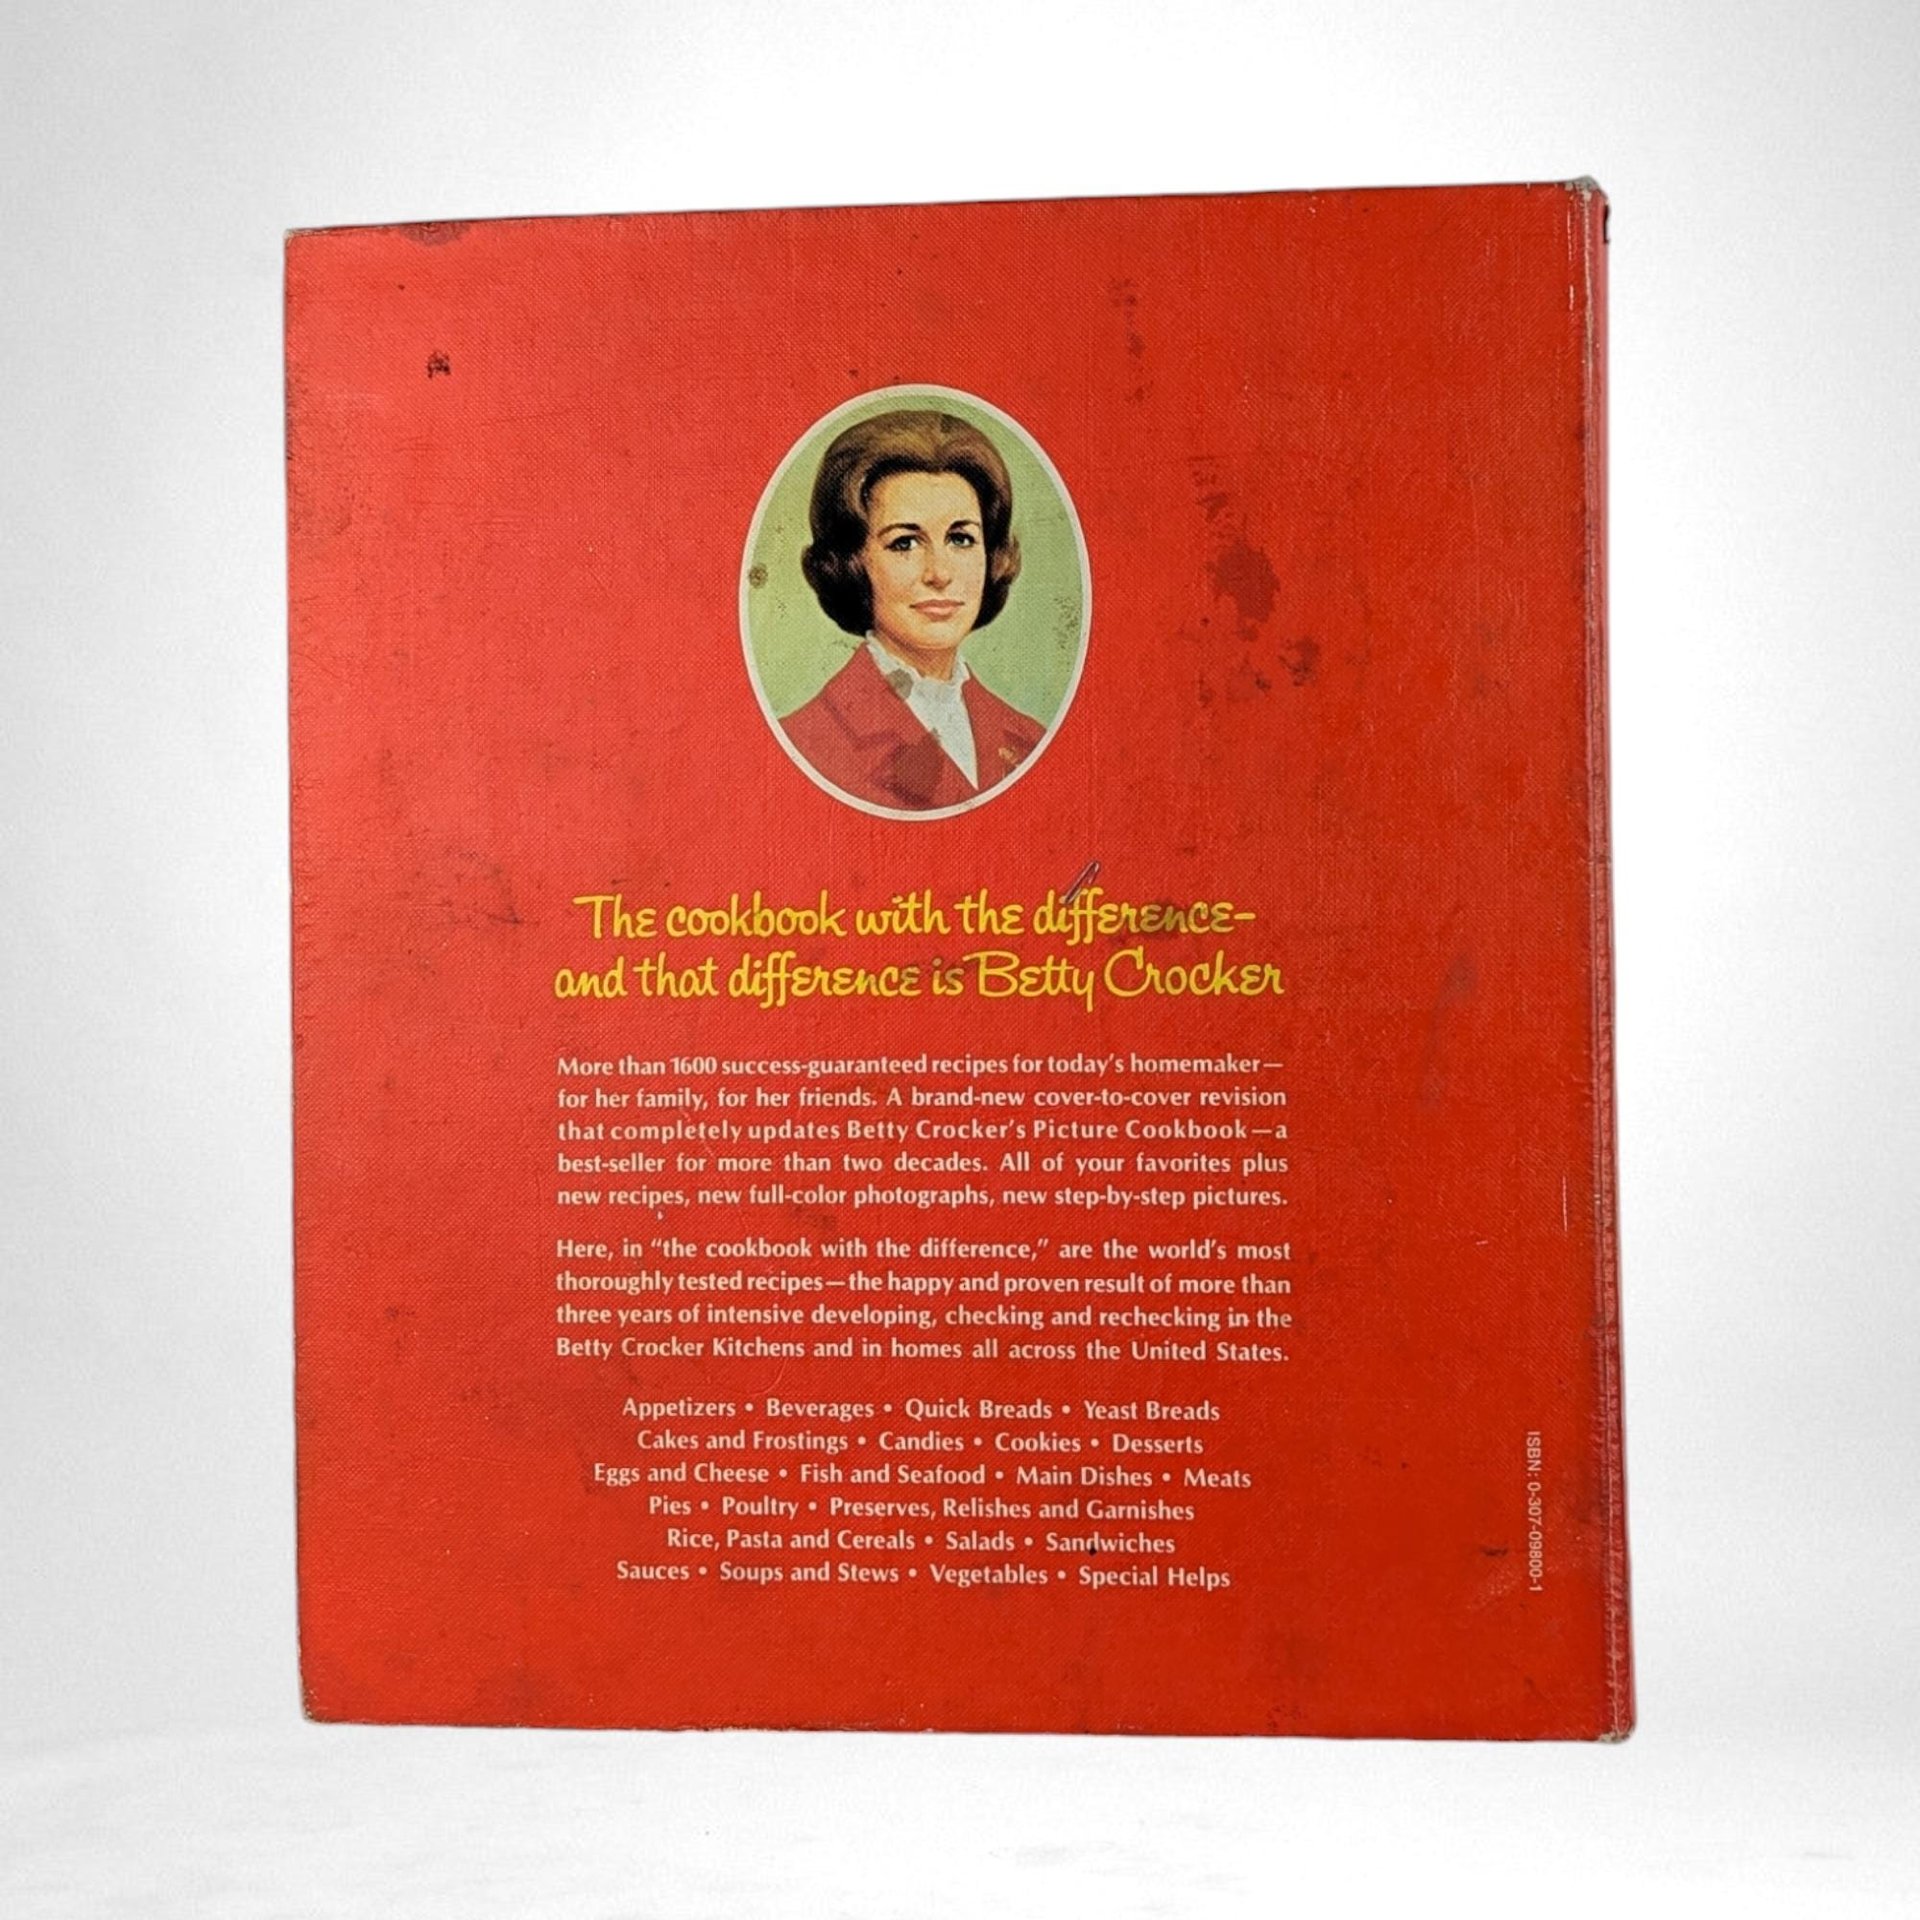 The cookbook with the difference–
and that difference is Betty Crocker
More than 1600 success-guaranteed recipes for today's homemaker—
for her family, for her friends. A brand-new cover-to-cover revision
that completely updates Betty Crocker's Picture Cookbook—a
best-seller for more than two decades. All of your favorites plus
new recipes, new full-color photographs, new step-by-step pictures.
Here, in “the cookbook with the difference,” are the world's most
thoroughly tested recipes—the happy and proven result of more than
three years of intensive developing, checking and rechecking in the
Betty Crocker Kitchens and in homes all across the United States.
Appetizers • Beverages • Quick Breads • Yeast Breads
Cakes and Frostings • Candies • Cookies • Desserts
Eggs and Cheese • Fish and Seafood • Main Dishes • Meats
Pies • Poultry • Preserves, Relishes and Garnishes
Rice, Pasta and Cereals • Salads • Sandwiches
Sauces • Soups and Stews • Vegetables • Special Helps
ISBN: 0-307-09800-1